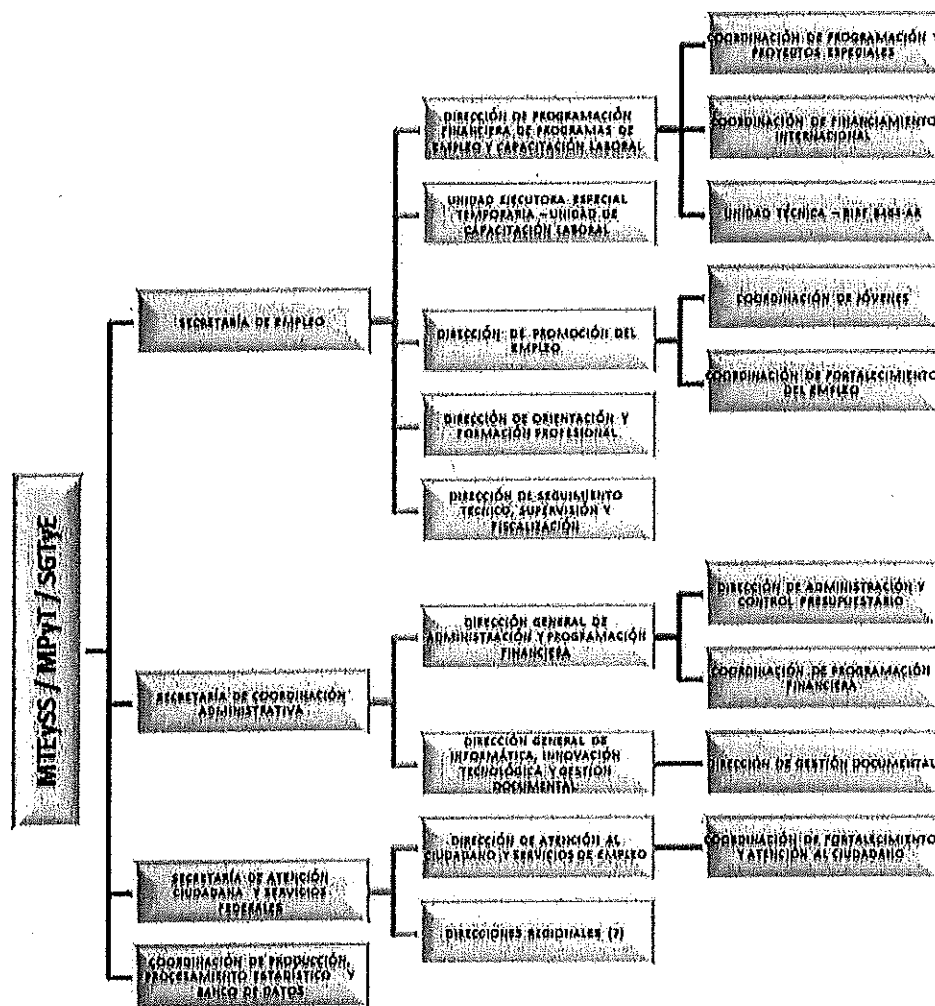 MTEySS / MPyT / SGTyE
SECRETARÍA DE EMPLEO
DIRECCIÓN DE PROGRAMACIÓN
FINANCIERA DE PROGRAMAS DE
EMPLEO Y CAPACITACIÓN LABORAL
COORDINACIÓN DE PROGRAMACIÓN Y
PROYECTOS ESPECIALES
COORDINACIÓN DE FINANCIAMIENTO
INTERNACIONAL
UNIDAD TÉCNICA – BIRF 8464-AR
UNIDAD EJECUTORA ESPECIAL
TEMPORARIA – UNIDAD DE
CAPACITACIÓN LABORAL
DIRECCIÓN DE PROMOCIÓN DEL
EMPLEO
COORDINACIÓN DE JÓVENES
COORDINACIÓN DE FORTALECIMIENTO
DEL EMPLEO
DIRECCIÓN DE ORIENTACIÓN Y
FORMACIÓN PROFESIONAL
DIRECCIÓN DE SEGUIMIENTO
TÉCNICO, SUPERVISIÓN Y
FISCALIZACIÓN
SECRETARÍA DE COORDINACIÓN
ADMINISTRATIVA
DIRECCIÓN GENERAL DE
ADMINISTRACIÓN Y PROGRAMACIÓN
FINANCIERA
DIRECCIÓN DE ADMINISTRACIÓN Y
CONTROL PRESUPUESTARIO
COORDINACIÓN DE PROGRAMACIÓN
FINANCIERA
DIRECCIÓN GENERAL DE
INFORMÁTICA, INNOVACIÓN
TECNOLÓGICA Y GESTIÓN
DOCUMENTAL
DIRECCIÓN DE GESTIÓN DOCUMENTAL
SECRETARÍA DE ATENCIÓN
CIUDADANA Y SERVICIOS
FEDERALES
DIRECCIÓN DE ATENCIÓN AL
CIUDADANO Y SERVICIOS DE EMPLEO
COORDINACIÓN DE FORTALECIMIENTO
Y ATENCIÓN AL CIUDADANO
DIRECCIONES REGIONALES (7)
COORDINACIÓN DE PRODUCCIÓN,
PROCESAMIENTO ESTADÍSTICO Y
BANCO DE DATOS